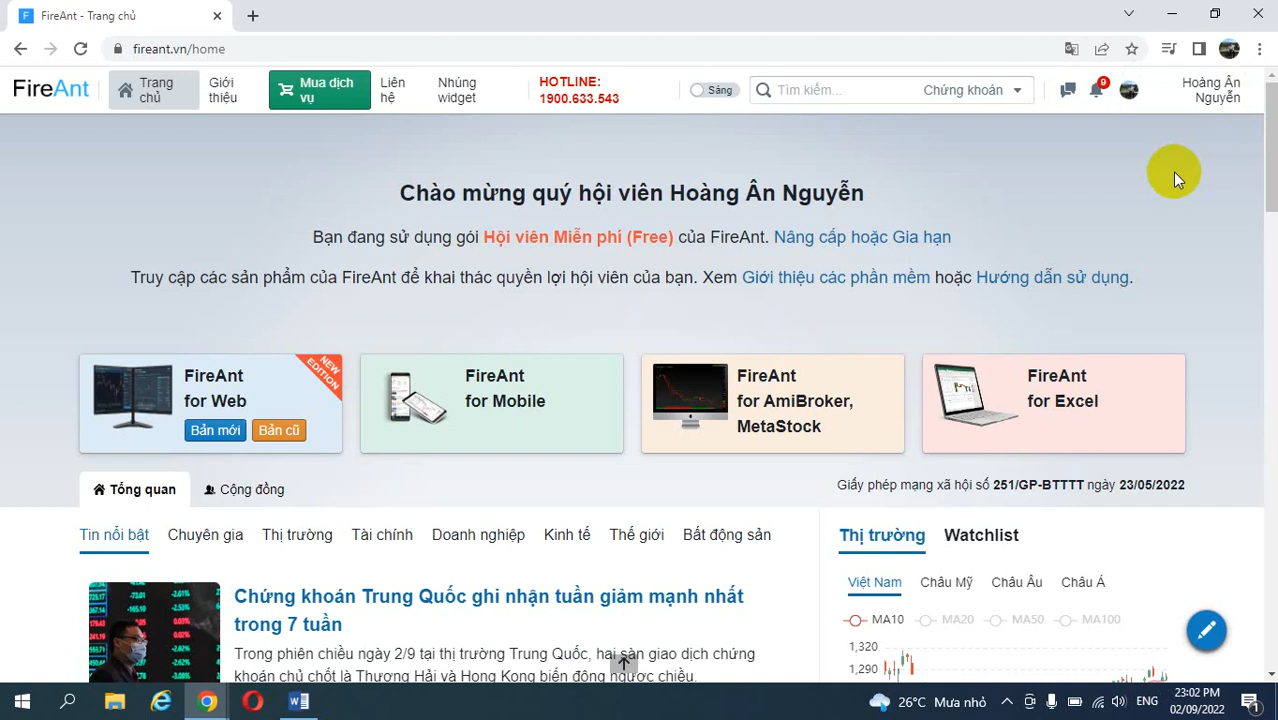 FireAnt - Trang chủ
fireant.vn/home
FireAnt
Trang
chủ
Giới
thiệu
Mua dịch
vụ
Liên
hệ
Nhúng
widget
HOTLINE:
1900.633.543
Sáng
Tìm kiếm...
Chứng khoán
9
Hoàng Ân
Nguyễn
Chào mừng quý hội viên Hoàng Ân Nguyễn
Bạn đang sử dụng gói Hội viên Miễn phí (Free) của FireAnt. Nâng cấp hoặc Gia hạn
Truy cập các sản phẩm của FireAnt để khai thác quyền lợi hội viên của bạn. Xem Giới thiệu các phần mềm hoặc Hướng dẫn sử dụng.
FireAnt
for Web
NEW
EDITION
Bản mới
Bản cũ
FireAnt
for Mobile
FireAnt
for AmiBroker,
MetaStock
FireAnt
for Excel
Tổng quan
Cộng đồng
Giấy phép mạng xã hội số 251/GP-BTTTT ngày 23/05/2022
Tin nổi bật Chuyên gia Thị trường Tài chính Doanh nghiệp Kinh tế Thế giới Bất động sản
Thị trường Watchlist
Việt Nam Châu Mỹ Châu Âu Châu Á
MA10 MA20 MA50 MA100
1,320
1,290
Chứng khoán Trung Quốc ghi nhận tuần giảm mạnh nhất
trong 7 tuần
Trong phiên chiều ngày 2/9 tại thị trường Trung Quốc, hai sàn giao dịch chứng
khoán chủ chốt là Thượng Hải và Hong Kong biến động ngược chiều.
26°C Mưa nhỏ
ENG
23:02 PM
02/09/2022
1